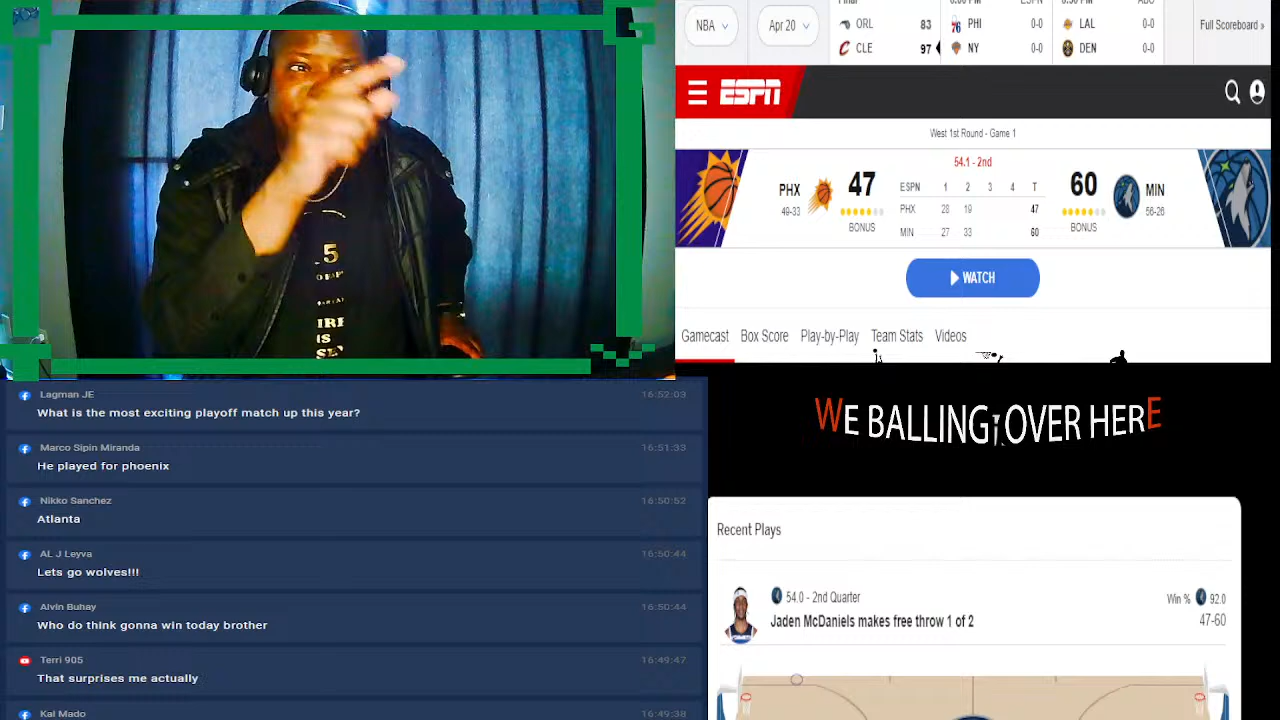 .5
IRE
IS
Lagman JE
16:52:03
What is the most exciting playoff match up this year?
Marco Sipin Miranda
16:51:33
He played for phoenix
Nikko Sanchez
16:50:52
Atlanta
AL J Leyva
16:50:44
Lets go wolves!!!
Alvin Buhay
16:50:44
Who do think gonna win today brother
Terri 905
16:49:47
That surprises me actually
Kal Mado
16:49:38
NBA
Apr 20
ORL 83
CLE 97
PHI 0-0
NY 0-0
LAL 0-0
DEN 0-0
Full Scoreboard »
ESPN
West 1st Round - Game 1
54.1 - 2nd
PHX
49-33
47
BONUS
ESPN 1 2 3 4 T
PHX 28 19 47
MIN 27 33 60
60
BONUS
MIN
56-26
WATCH
Gamecast Box Score Play-by-Play Team Stats Videos
WE BALLING OVER HERE
Recent Plays
54.0 - 2nd Quarter
Jaden McDaniels makes free throw 1 of 2
Win % 92.0
47-60